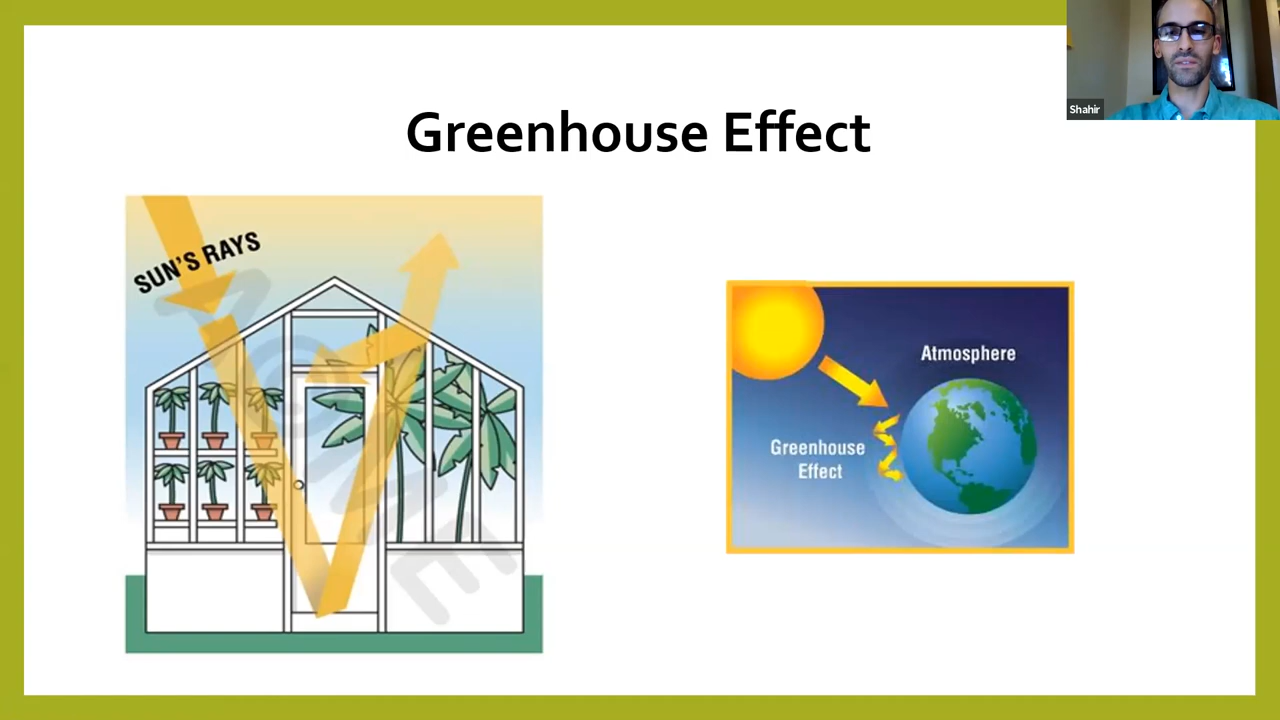 Greenhouse Effect
Shahir
SUN'S RAYS
Atmosphere
Greenhouse
Effect